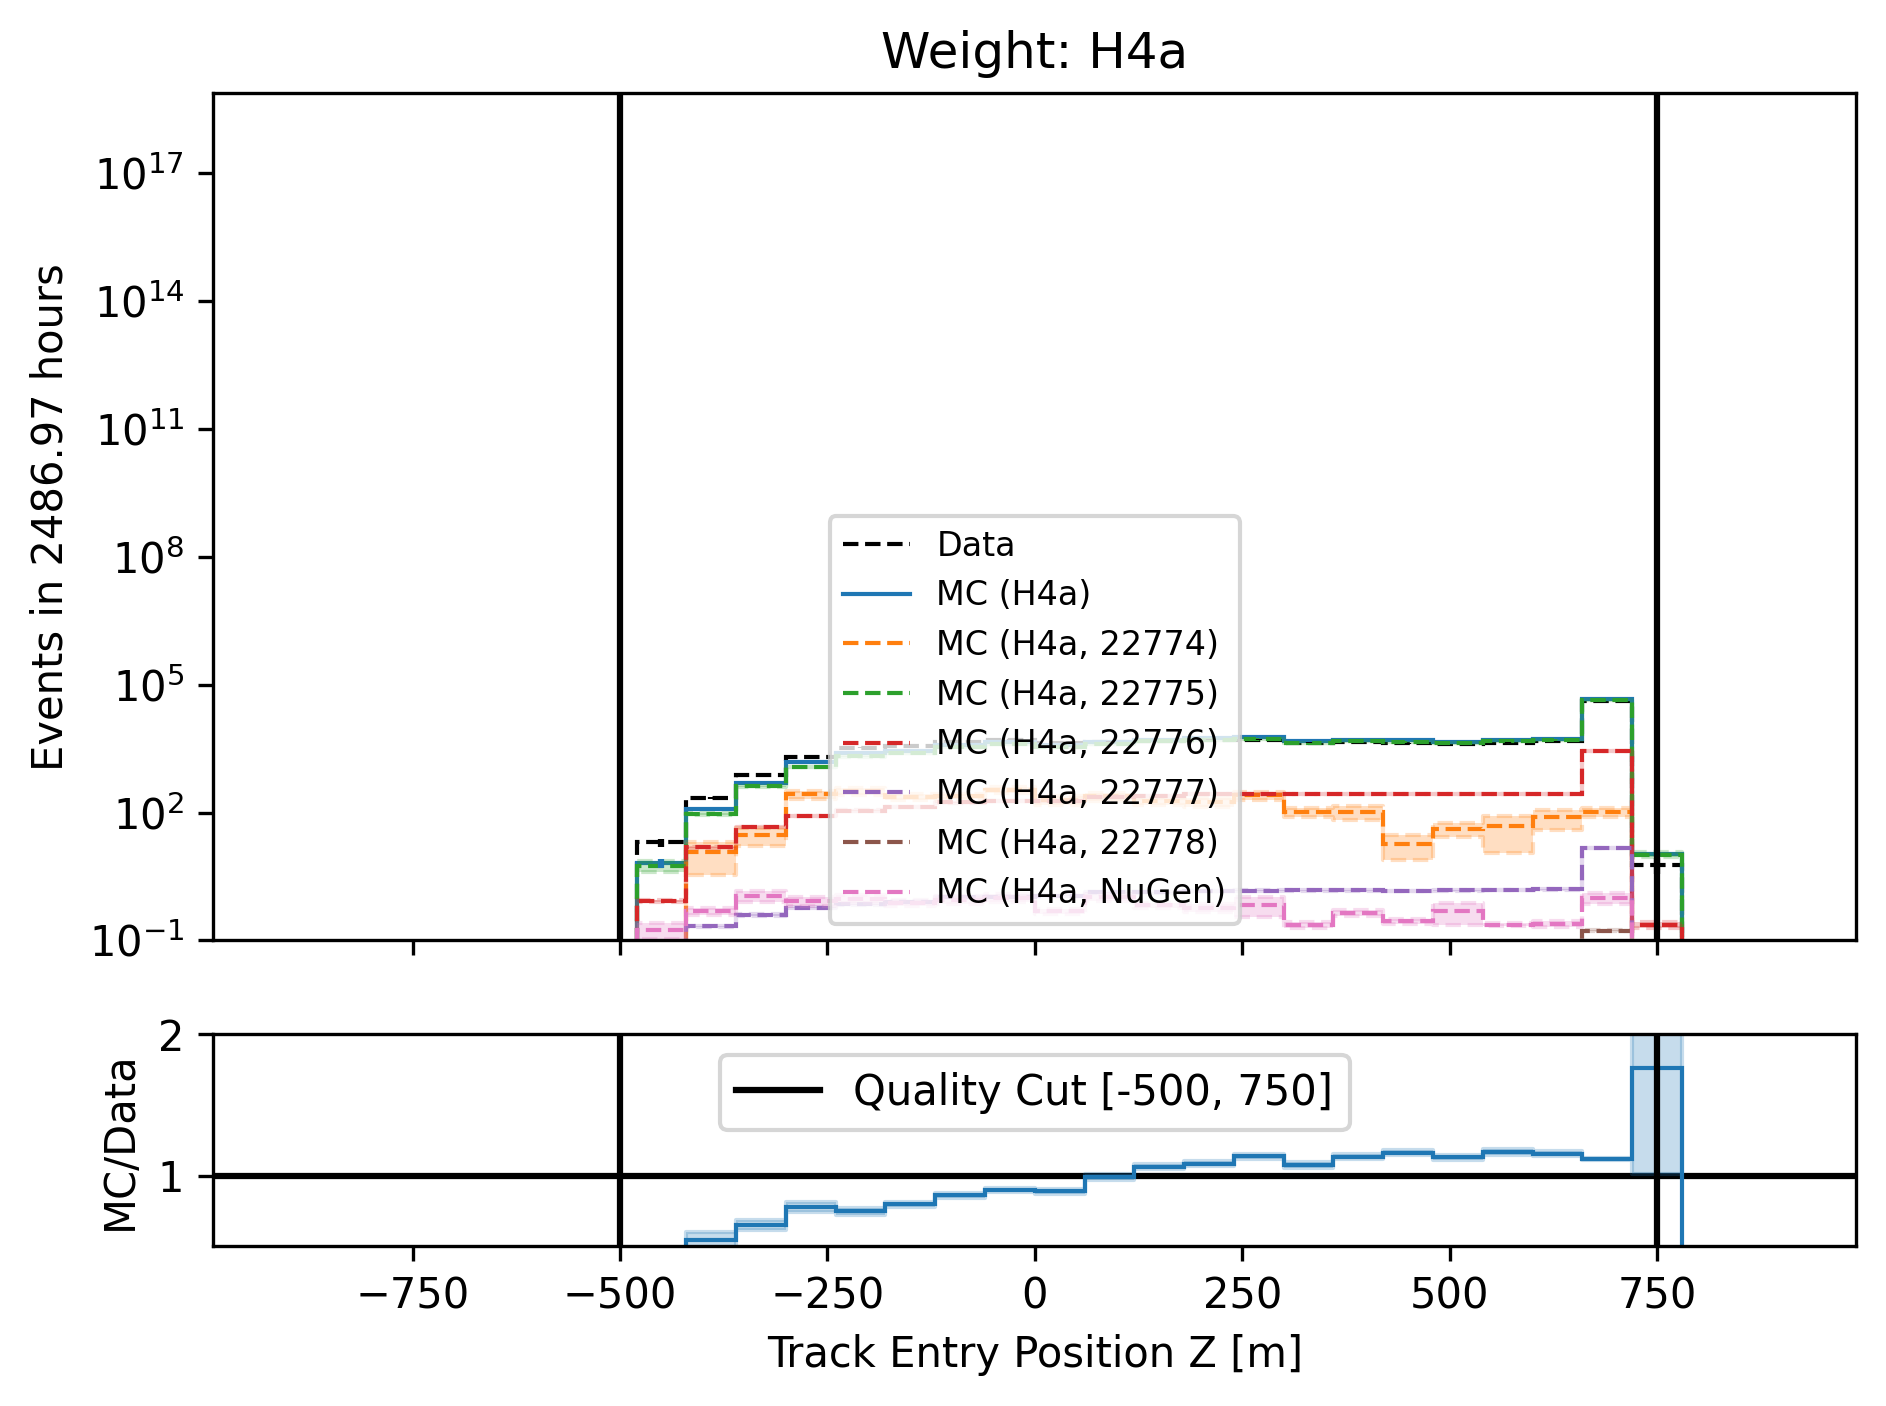 Weight: H4a
Events in 2486.97 hours
10^17
10^14
10^11
10^8
10^5
10^2
10^−1
Data
MC (H4a)
MC (H4a, 22774)
MC (H4a, 22775)
MC (H4a, 22776)
MC (H4a, 22777)
MC (H4a, 22778)
MC (H4a, NuGen)
MC/Data
2
1
Quality Cut [-500, 750]
−750 −500 −250 0 250 500 750
Track Entry Position Z [m]